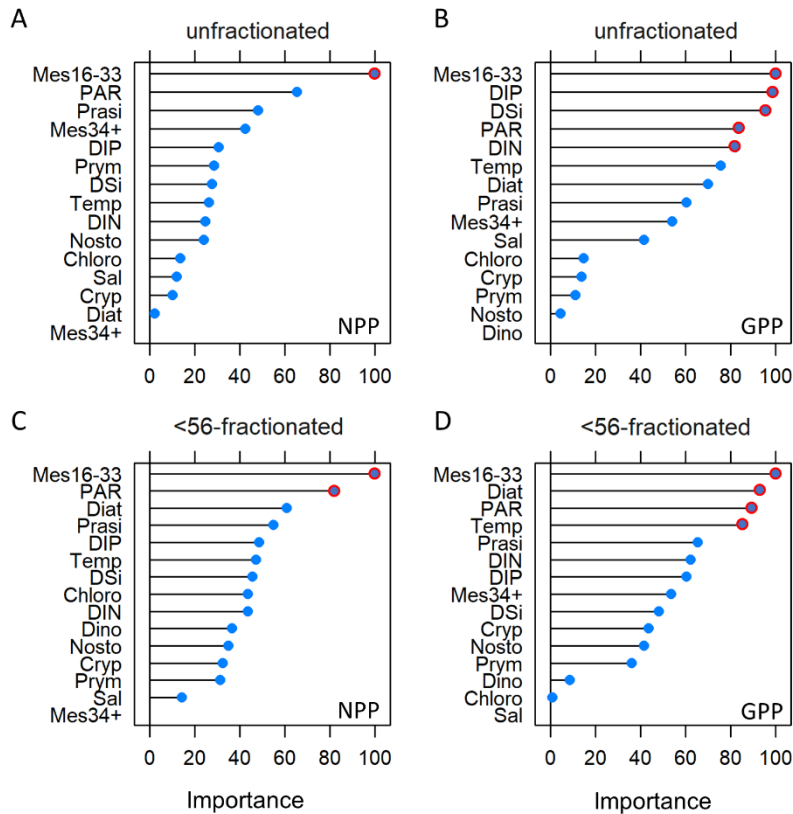 A
unfractionated
Mes16-33
PAR
Prasi
Mes34+
DIP
Prym
DSi
Temp
DIN
Nosto
Chloro
Sal
Cryp
Diat
Mes34+
NPP
0 20 40 60 80 100
B
unfractionated
Mes16-33
DIP
DSi
PAR
DIN
Temp
Diat
Prasi
Mes34+
Sal
Chloro
Cryp
Prym
Nosto
Dino
GPP
0 20 40 60 80 100
C
<56-fractionated
Mes16-33
PAR
Diat
Prasi
DIP
Temp
DSi
Chloro
DIN
Dino
Nosto
Cryp
Prym
Sal
Mes34+
NPP
0 20 40 60 80 100
Importance
D
<56-fractionated
Mes16-33
Diat
PAR
Temp
Prasi
DIN
DIP
Mes34+
DSi
Cryp
Nosto
Prym
Dino
Chloro
Sal
GPP
0 20 40 60 80 100
Importance